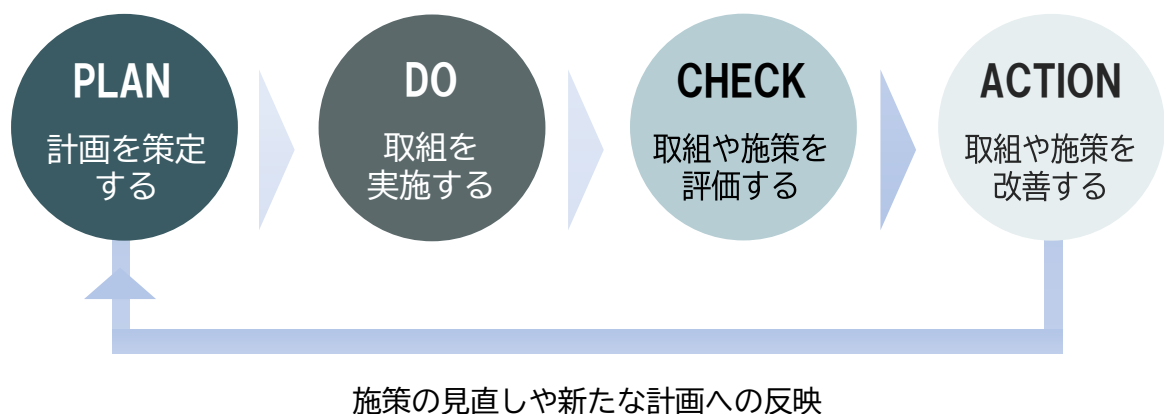 PLAN
計画を策定
する
DO
取組を
実施する
CHECK
取組や施策を
評価する
ACTION
取組や施策を
改善する
施策の見直しや新たな計画への反映